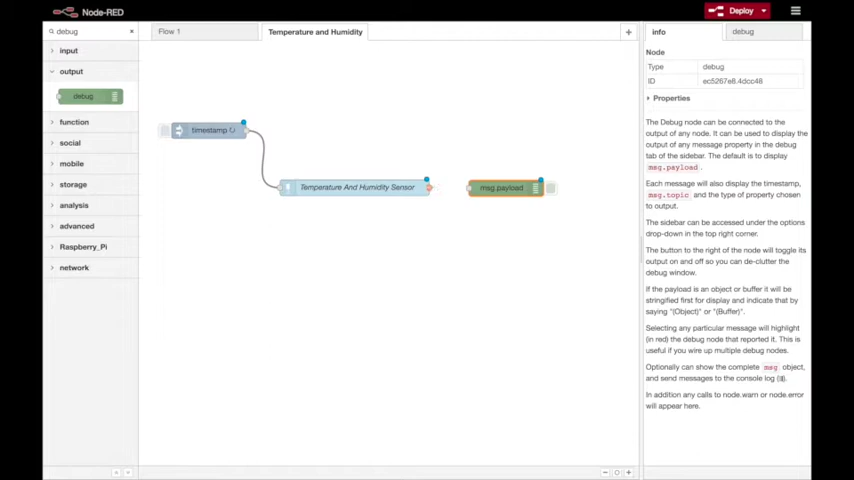 Node-RED
Deploy
debug
Flow 1
Temperature and Humidity
info
debug
input
output
debug
function
social
mobile
storage
analysis
advanced
Raspberry_Pi
network
timestamp ↻
Temperature And Humidity Sensor
msg.payload
Node
Type debug
ID ec5267e8.4dcc46
Properties
The Debug node can be connected to the
output of any node. It can be used to display
the output of any message property in the debug
tab of the sidebar. The default is to display
msg.payload .
Each message will also display the timestamp,
msg.topic and the type of property chosen
to output.
The sidebar can be accessed under the options
drop-down in the top right corner.
The button to the right of the node will toggle its
output on and off so you can de-clutter the
debug window.
If the payload is an object or buffer it will be
stringified first for display and indicate that by
saying "(Object)" or "(Buffer)".
Selecting any particular message will highlight
(in red) the debug node that reported it. This is
useful if you wire up multiple debug nodes.
Optionally can show the complete msg object,
and send messages to the console log
In addition any calls to node.warn or node.error
will appear here.